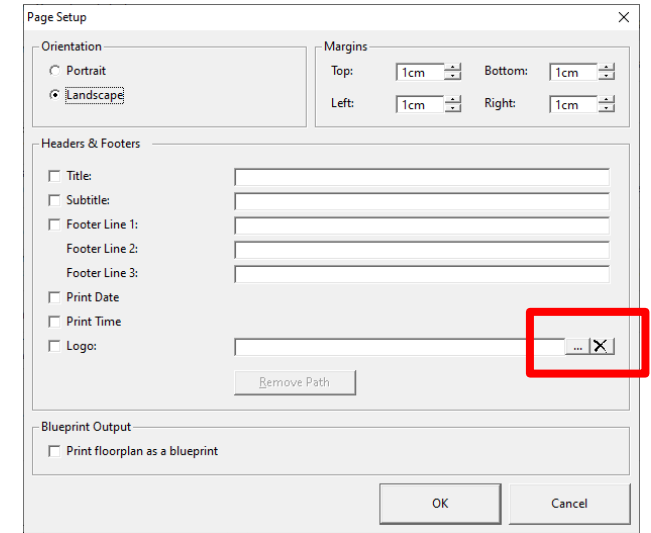 Page Setup
Orientation
Portrait
Landscape
Margins
Top: 1cm Bottom: 1cm
Left: 1cm Right: 1cm
Headers & Footers
Title:
Subtitle:
Footer Line 1:
Footer Line 2:
Footer Line 3:
Print Date
Print Time
Logo: ...
Remove Path
Blueprint Output
Print floorplan as a blueprint
OK Cancel